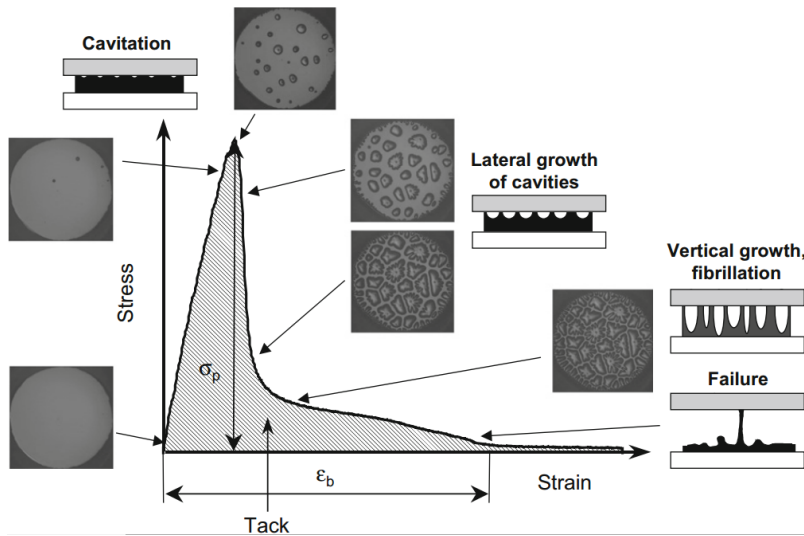 Cavitation
Lateral growth
of cavities
Vertical growth,
fibrillation
Failure
Stress
σp
εb
Strain
Tack